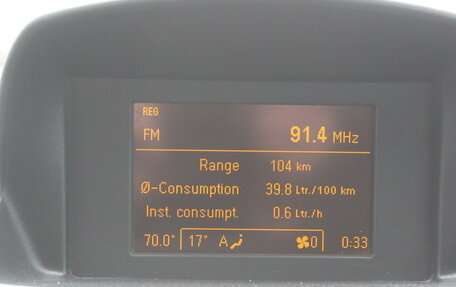 REG
FM 91.4 MHz
Range 104 km
Ø-Consumption 39.8 Ltr./100 km
Inst. consumpt. 0.6 Ltr./h
70.0° 17° A 0 0:33